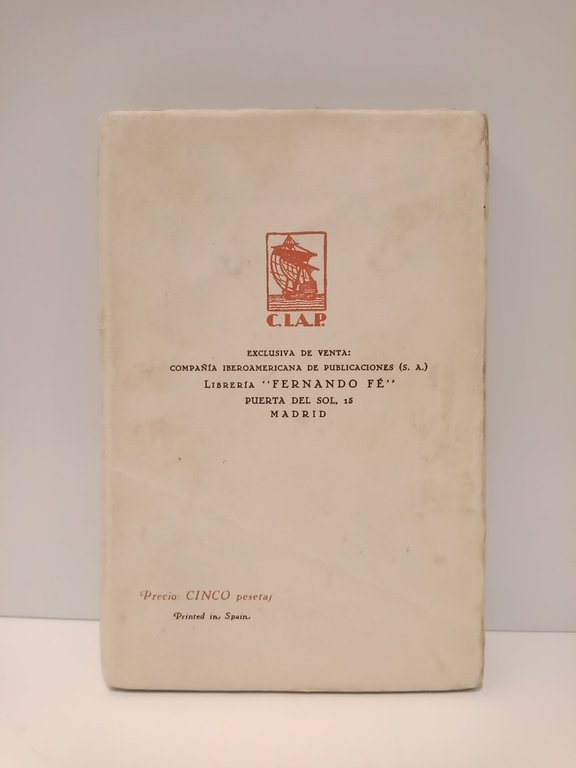 C.I.A.P.
EXCLUSIVA DE VENTA:
COMPAÑÍA IBEROAMERICANA DE PUBLICACIONES (S. A.)
LIBRERÍA "FERNANDO FÉ"
PUERTA DEL SOL, 15
MADRID
Precio: CINCO pesetas
Printed in Spain